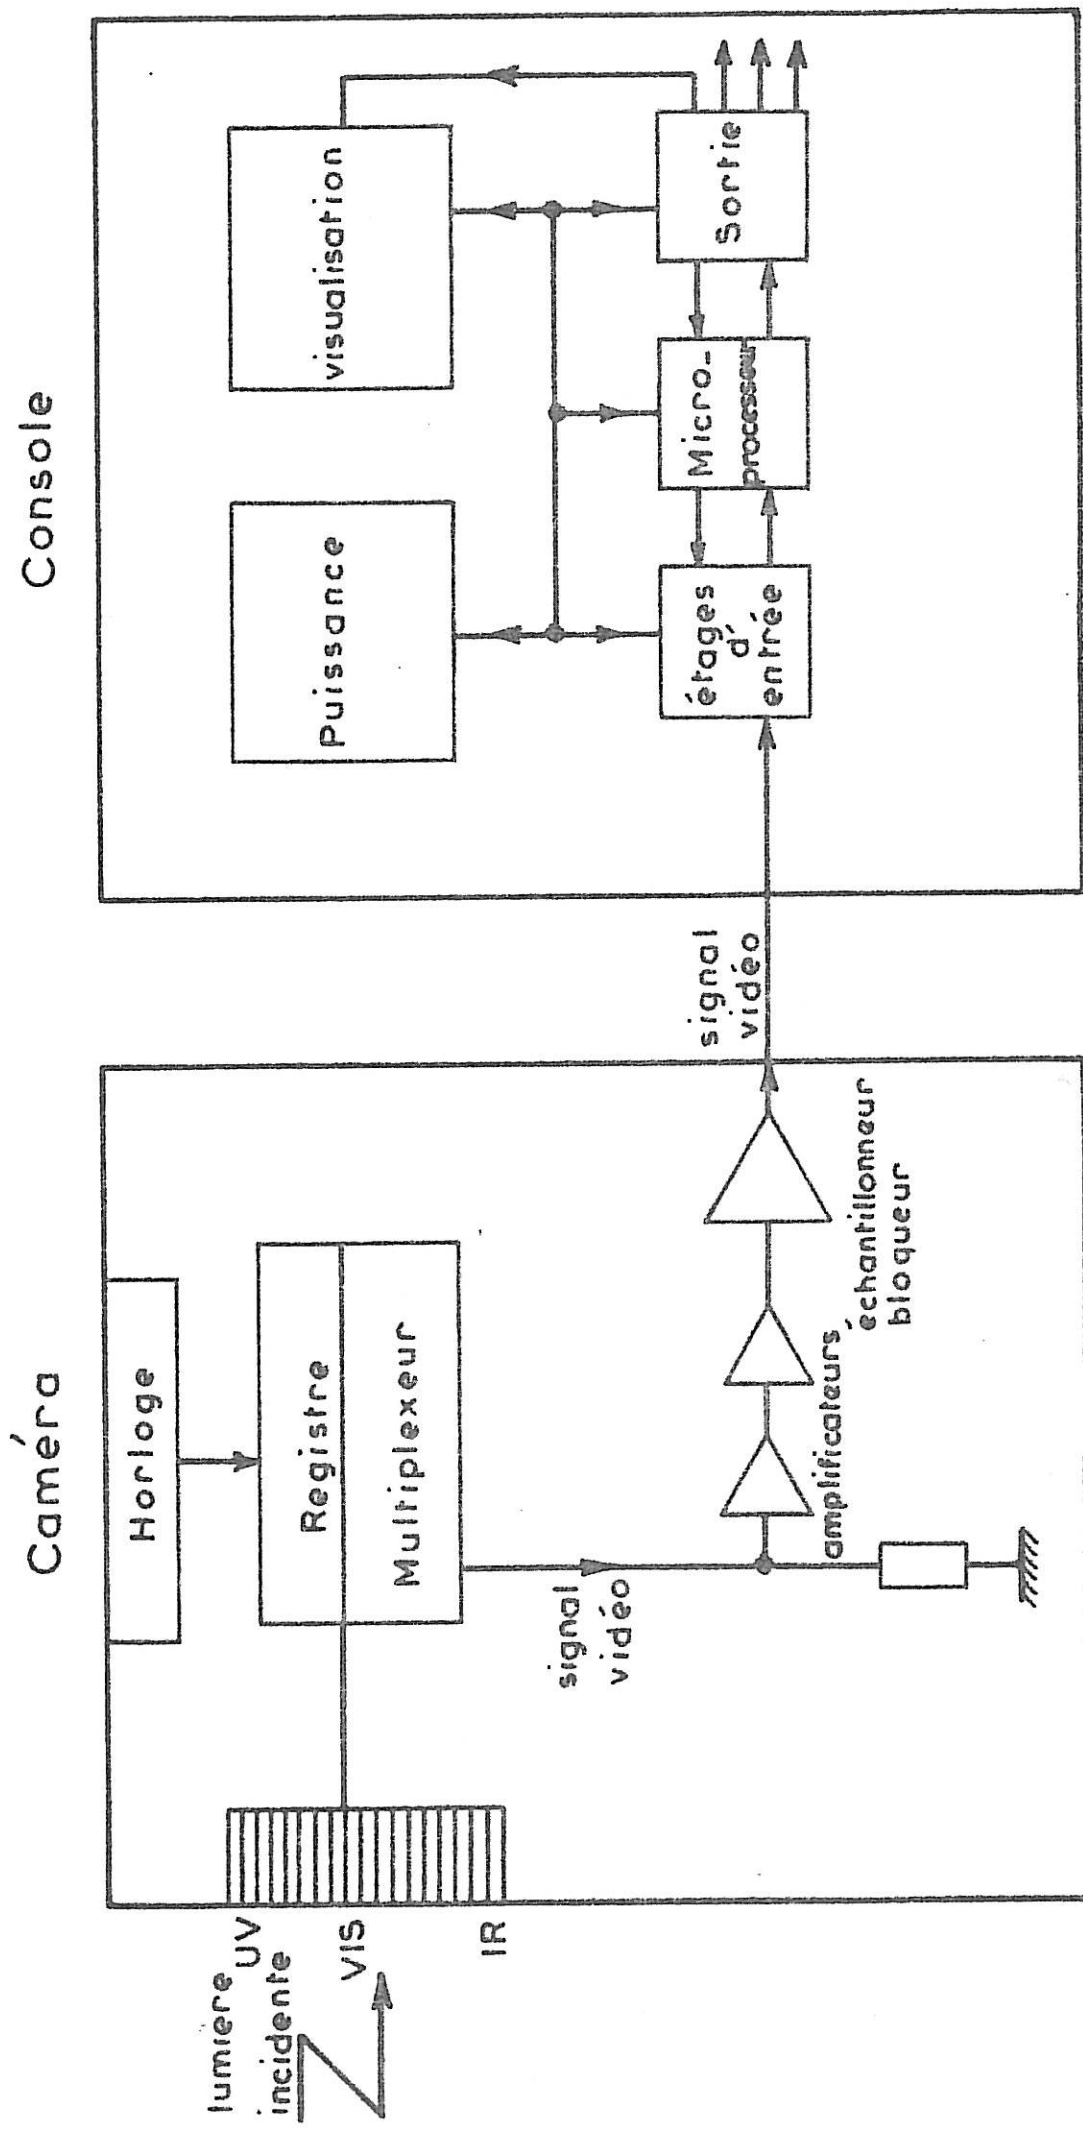 Caméra
Console
Horloge
Registre
Multiplexeur
lumière
incidente
UV
VIS
IR
signal
vidéo
amplificateurs
échantillonneur
bloqueur
signal
vidéo
Puissance
visualisation
étages
d'
entrée
Micro-
processeur
Sortie